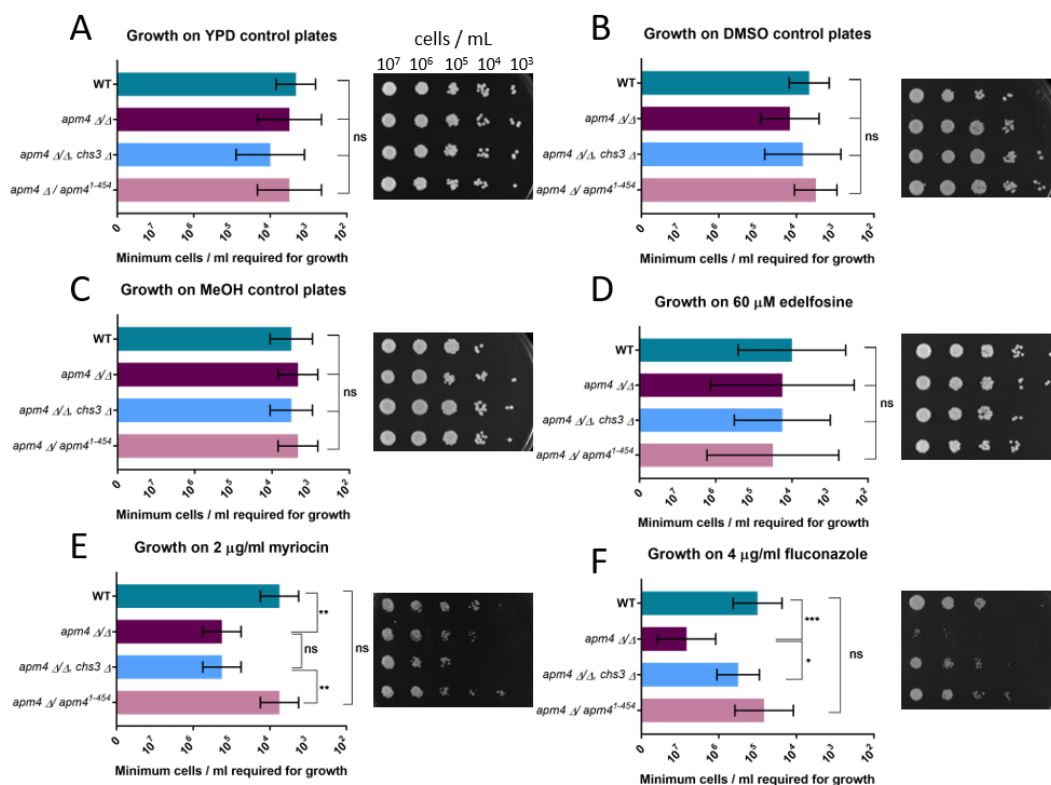 A
Growth on YPD control plates
cells / mL
10⁷ 10⁶ 10⁵ 10⁴ 10³
WT
apm4 Δ/Δ
apm4 Δ/Δ, chs3 Δ
apm4 Δ / apm4¹⁻⁴⁵⁴
ns
0 10⁷ 10⁶ 10⁵ 10⁴ 10³ 10²
Minimum cells / ml required for growth
B
Growth on DMSO control plates
WT
apm4 Δ/Δ
apm4 Δ/Δ, chs3 Δ
apm4 Δ/ apm4¹⁻⁴⁵⁴
ns
0 10⁷ 10⁶ 10⁵ 10⁴ 10³ 10²
Minimum cells / ml required for growth
C
Growth on MeOH control plates
WT
apm4 Δ/Δ
apm4 Δ/Δ, chs3 Δ
apm4 Δ/ apm4¹⁻⁴⁵⁴
ns
0 10⁷ 10⁶ 10⁵ 10⁴ 10³ 10²
Minimum cells / ml required for growth
D
Growth on 60 μM edelfosine
WT
apm4 Δ/Δ
apm4 Δ/Δ, chs3 Δ
apm4 Δ/ apm4¹⁻⁴⁵⁴
ns
0 10⁷ 10⁶ 10⁵ 10⁴ 10³ 10²
Minimum cells / ml required for growth
E
Growth on 2 μg/ml myriocin
WT
apm4 Δ/Δ
apm4 Δ/Δ, chs3 Δ
apm4 Δ/ apm4¹⁻⁴⁵⁴
**
ns
**
ns
0 10⁷ 10⁶ 10⁵ 10⁴ 10³ 10²
Minimum cells / ml required for growth
F
Growth on 4 μg/ml fluconazole
WT
apm4 Δ/Δ
apm4 Δ/Δ, chs3 Δ
apm4 Δ/ apm4¹⁻⁴⁵⁴
***
*
ns
0 10⁷ 10⁶ 10⁵ 10⁴ 10³ 10²
Minimum cells / ml required for growth